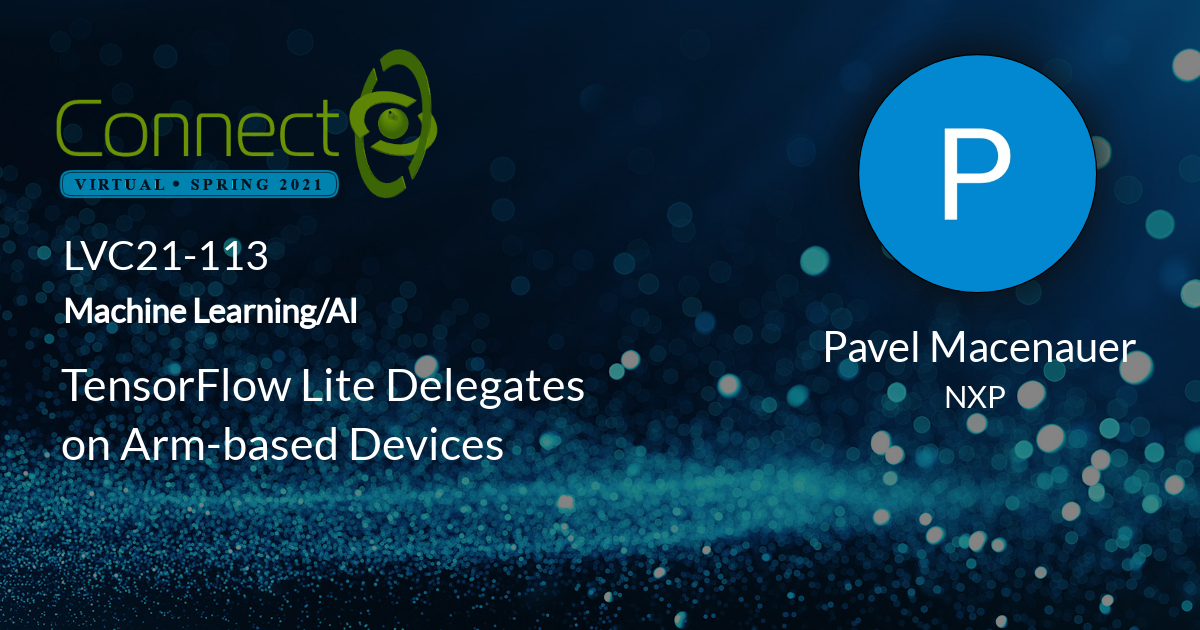 Connect
VIRTUAL • SPRING 2021
LVC21-113
Machine Learning/AI
TensorFlow Lite Delegates
on Arm-based Devices
P
Pavel Macenauer
NXP